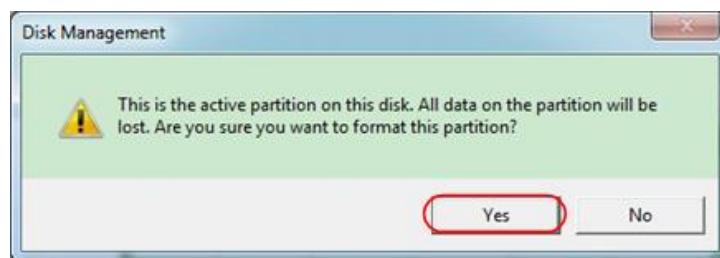 Disk Management
This is the active partition on this disk. All data on the partition will be
lost. Are you sure you want to format this partition?
Yes
No